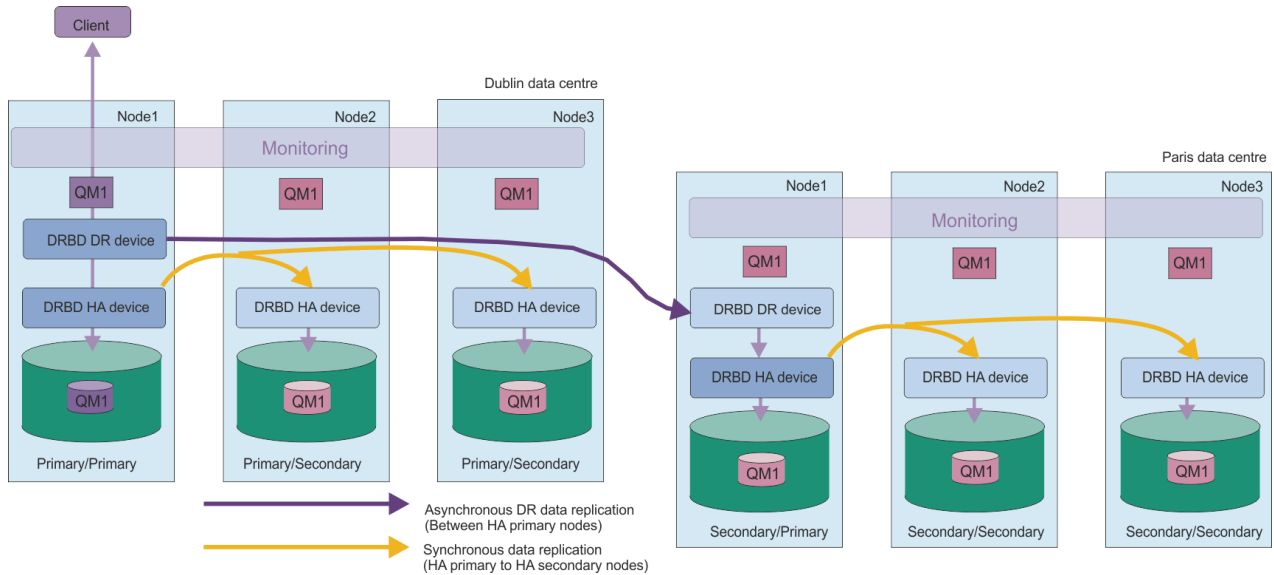 Client
Dublin data centre
Node1
Node2
Node3
Monitoring
QM1
QM1
QM1
DRBD DR device
DRBD HA device
DRBD HA device
DRBD HA device
QM1
QM1
QM1
Primary/Primary
Primary/Secondary
Primary/Secondary
Paris data centre
Node1
Node2
Node3
Monitoring
QM1
QM1
QM1
DRBD DR device
DRBD HA device
DRBD HA device
DRBD HA device
QM1
QM1
QM1
Secondary/Primary
Secondary/Secondary
Secondary/Secondary
Asynchronous DR data replication
(Between HA primary nodes)
Synchronous data replication
(HA primary to HA secondary nodes)